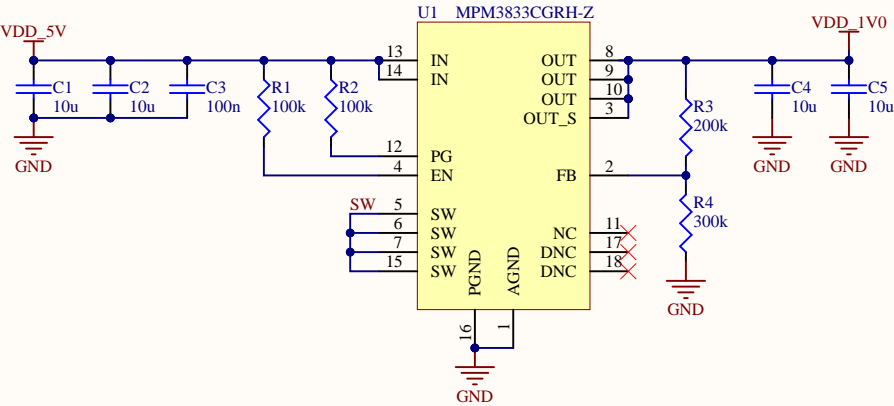 U1 MPM3833CGRH-Z
VDD_5V
VDD_1V0
13 IN OUT 8
14 IN OUT 9
OUT 10
OUT_S 3
C1 10u
C2 10u
C3 100n
R1 100k
R2 100k
R3 200k
C4 10u
C5 10u
GND
GND
GND
12 PG
4 EN
FB 2
SW
5 SW
6 SW
7 SW
15 SW
R4 300k
NC 11
DNC 17
DNC 18
PGND
AGND
16
1
GND
GND